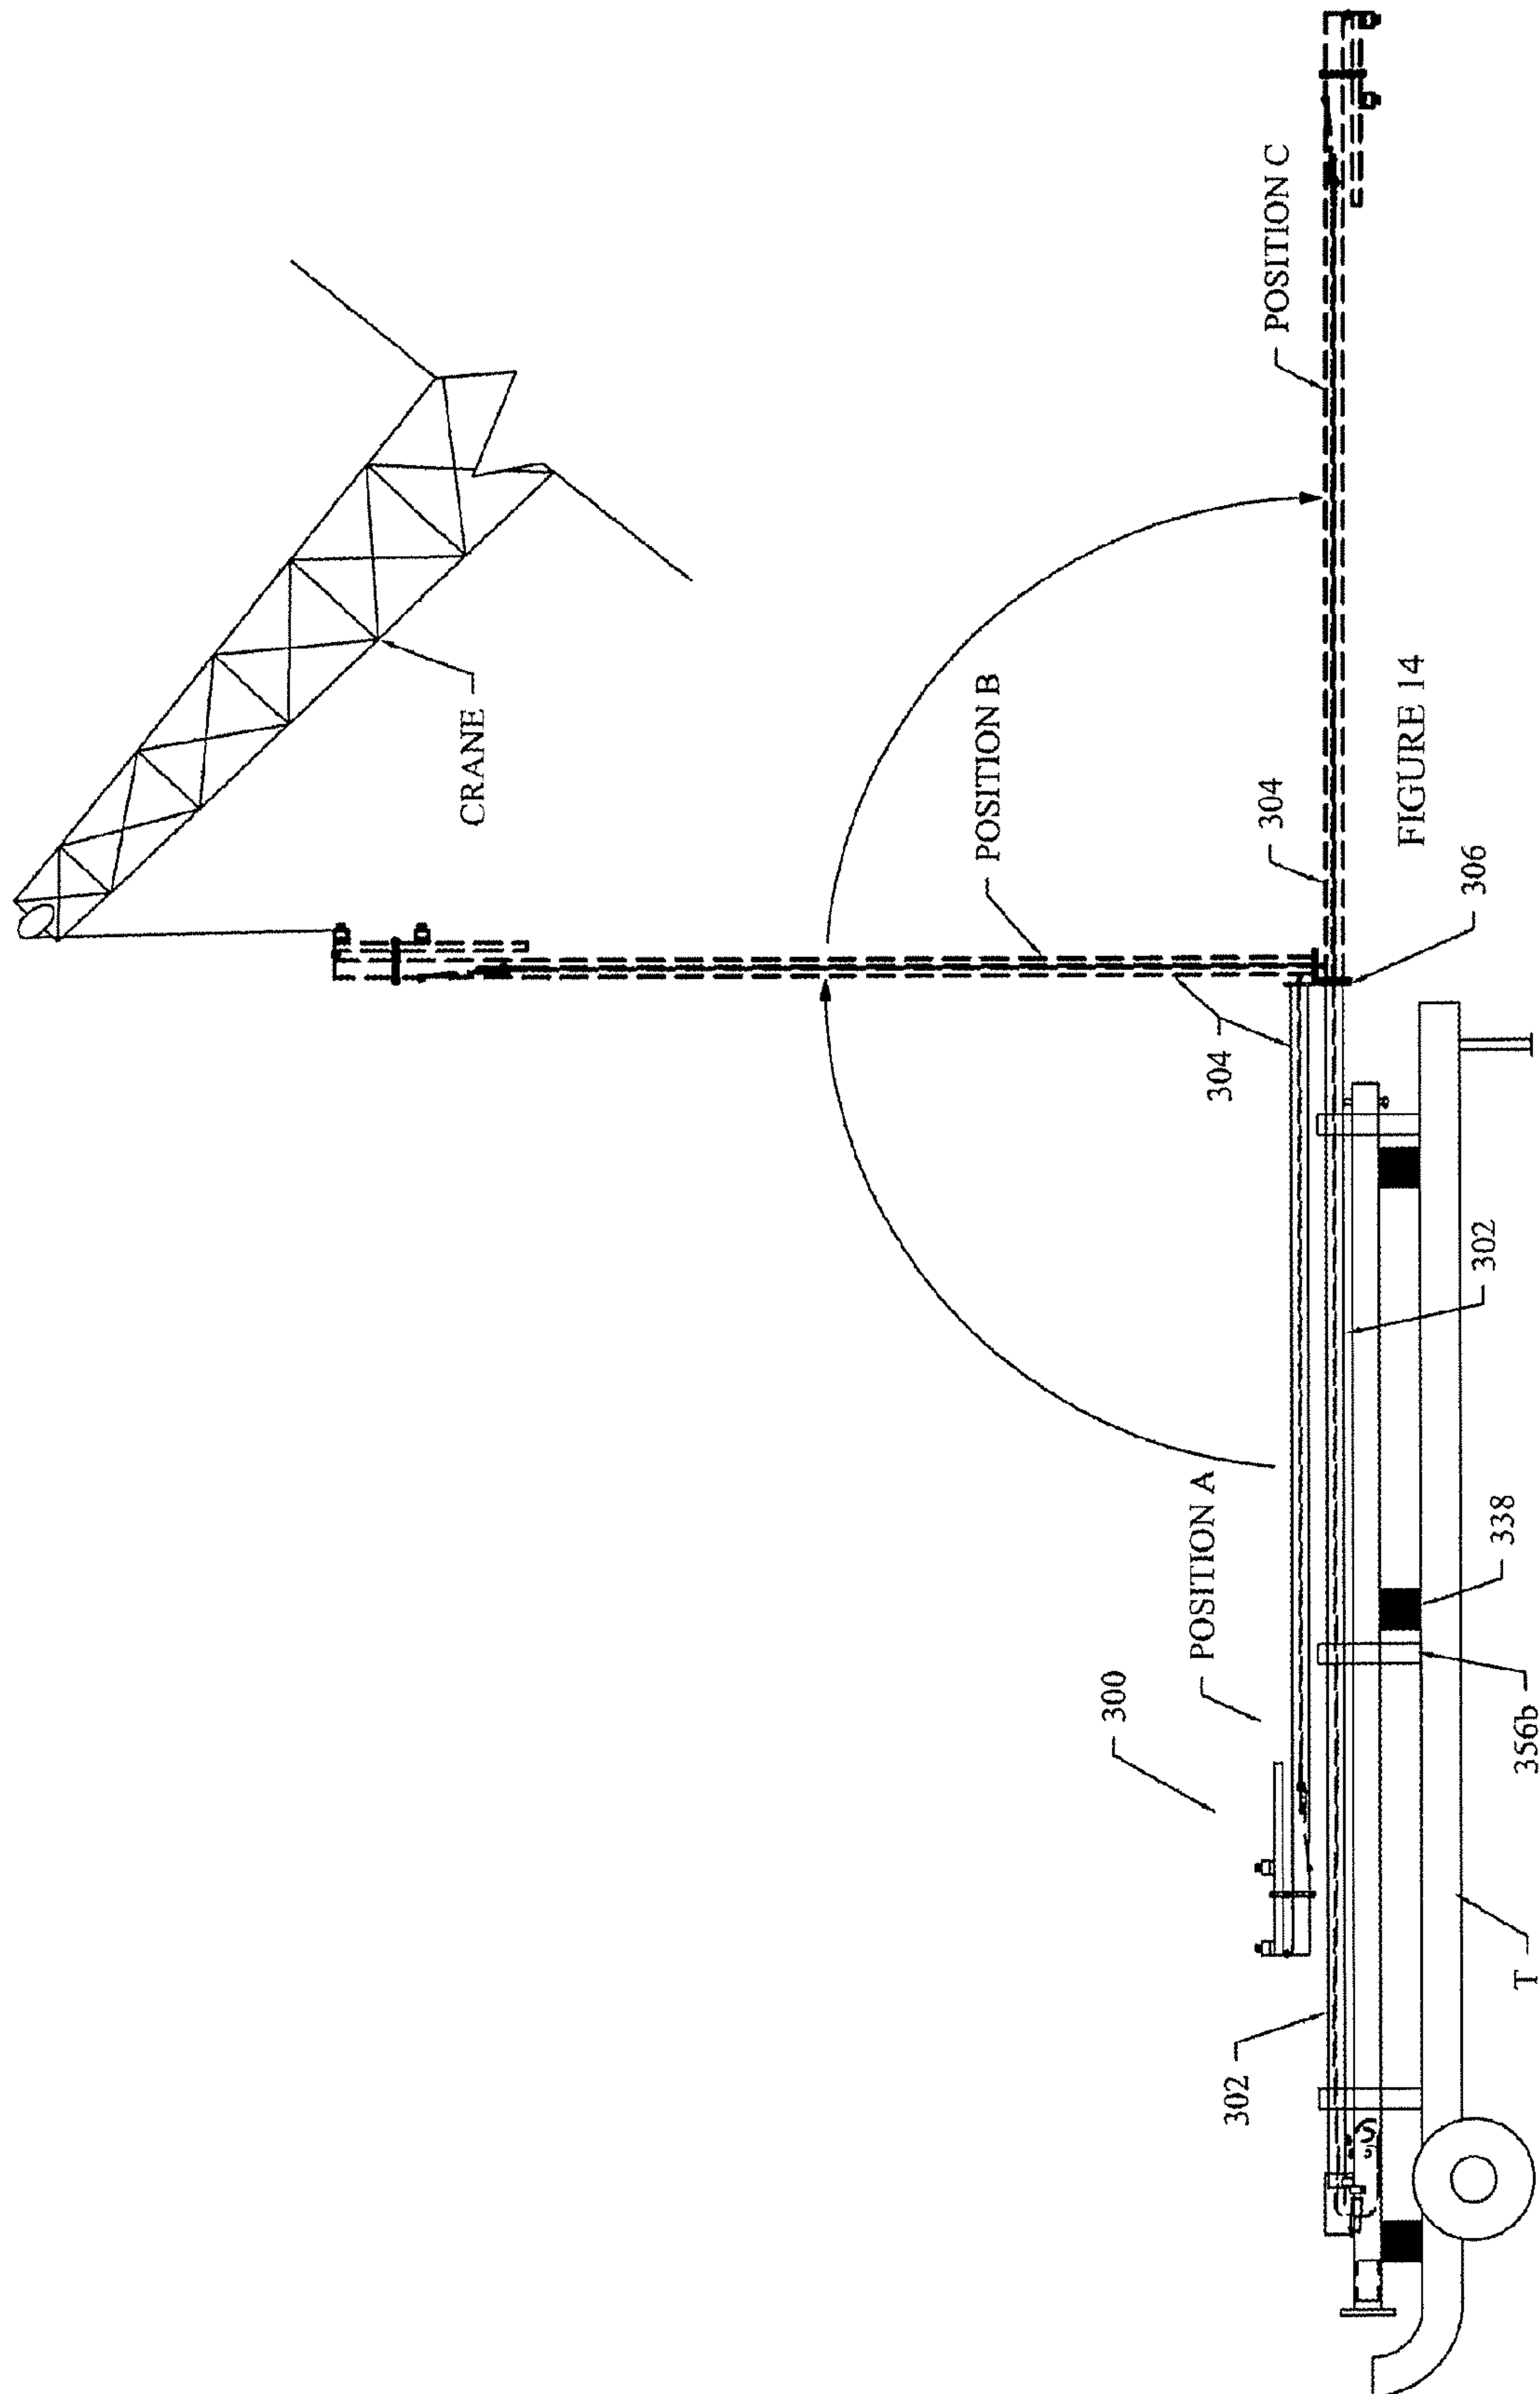 CRANE
POSITION C
POSITION B
304
304
306
302
POSITION A
300
338
302
356b
T
FIGURE 14